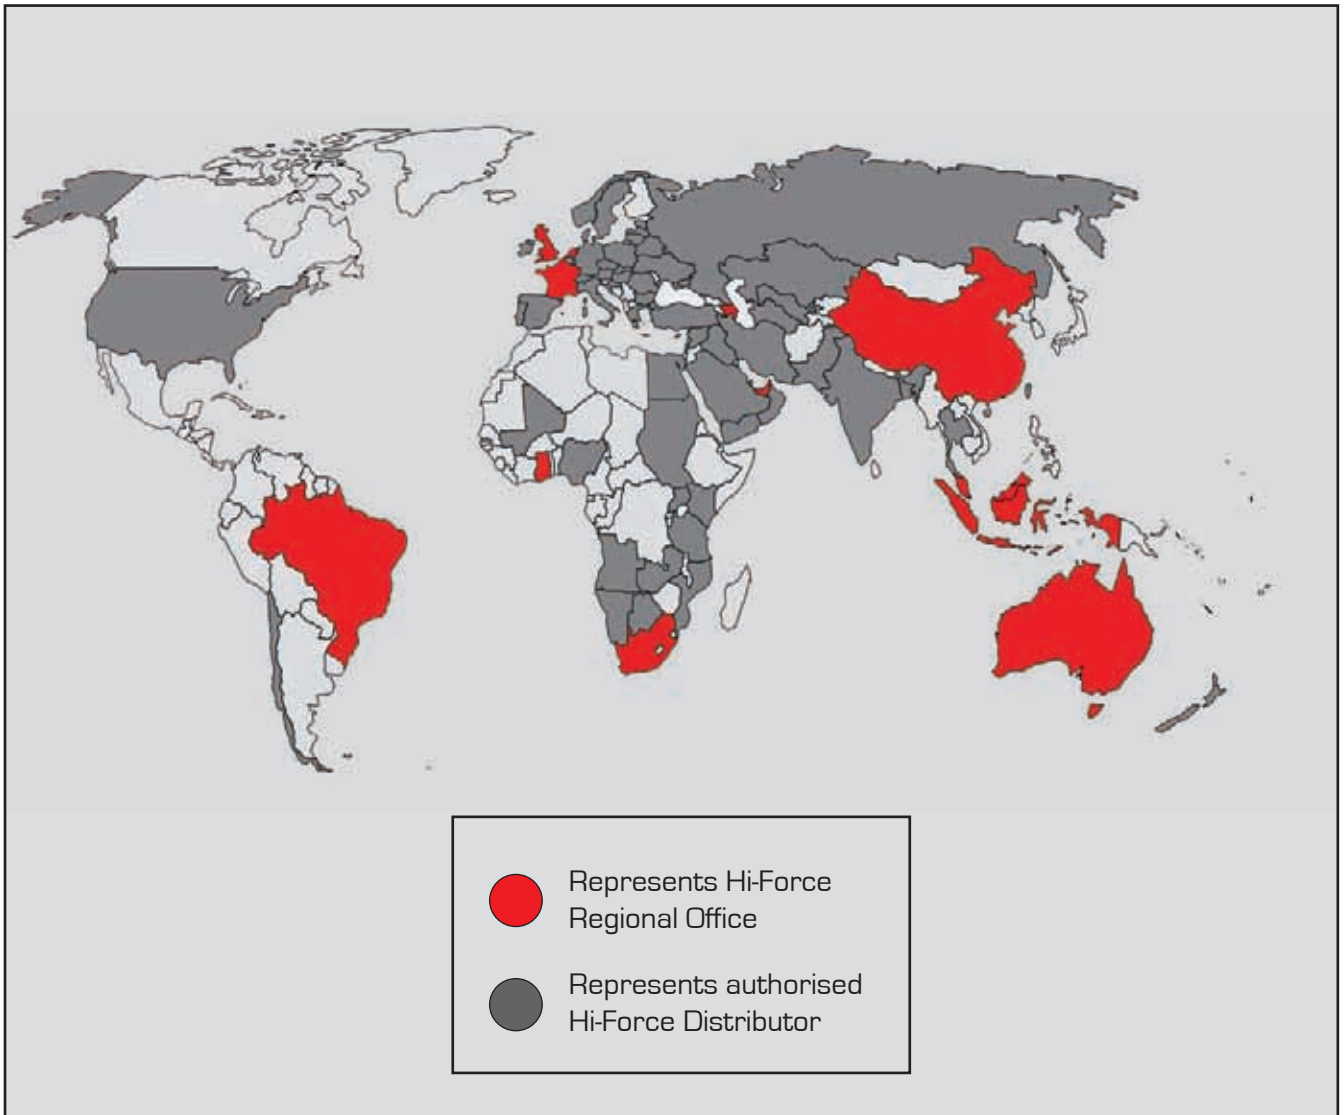 Represents Hi-Force
Regional Office
Represents authorised
Hi-Force Distributor